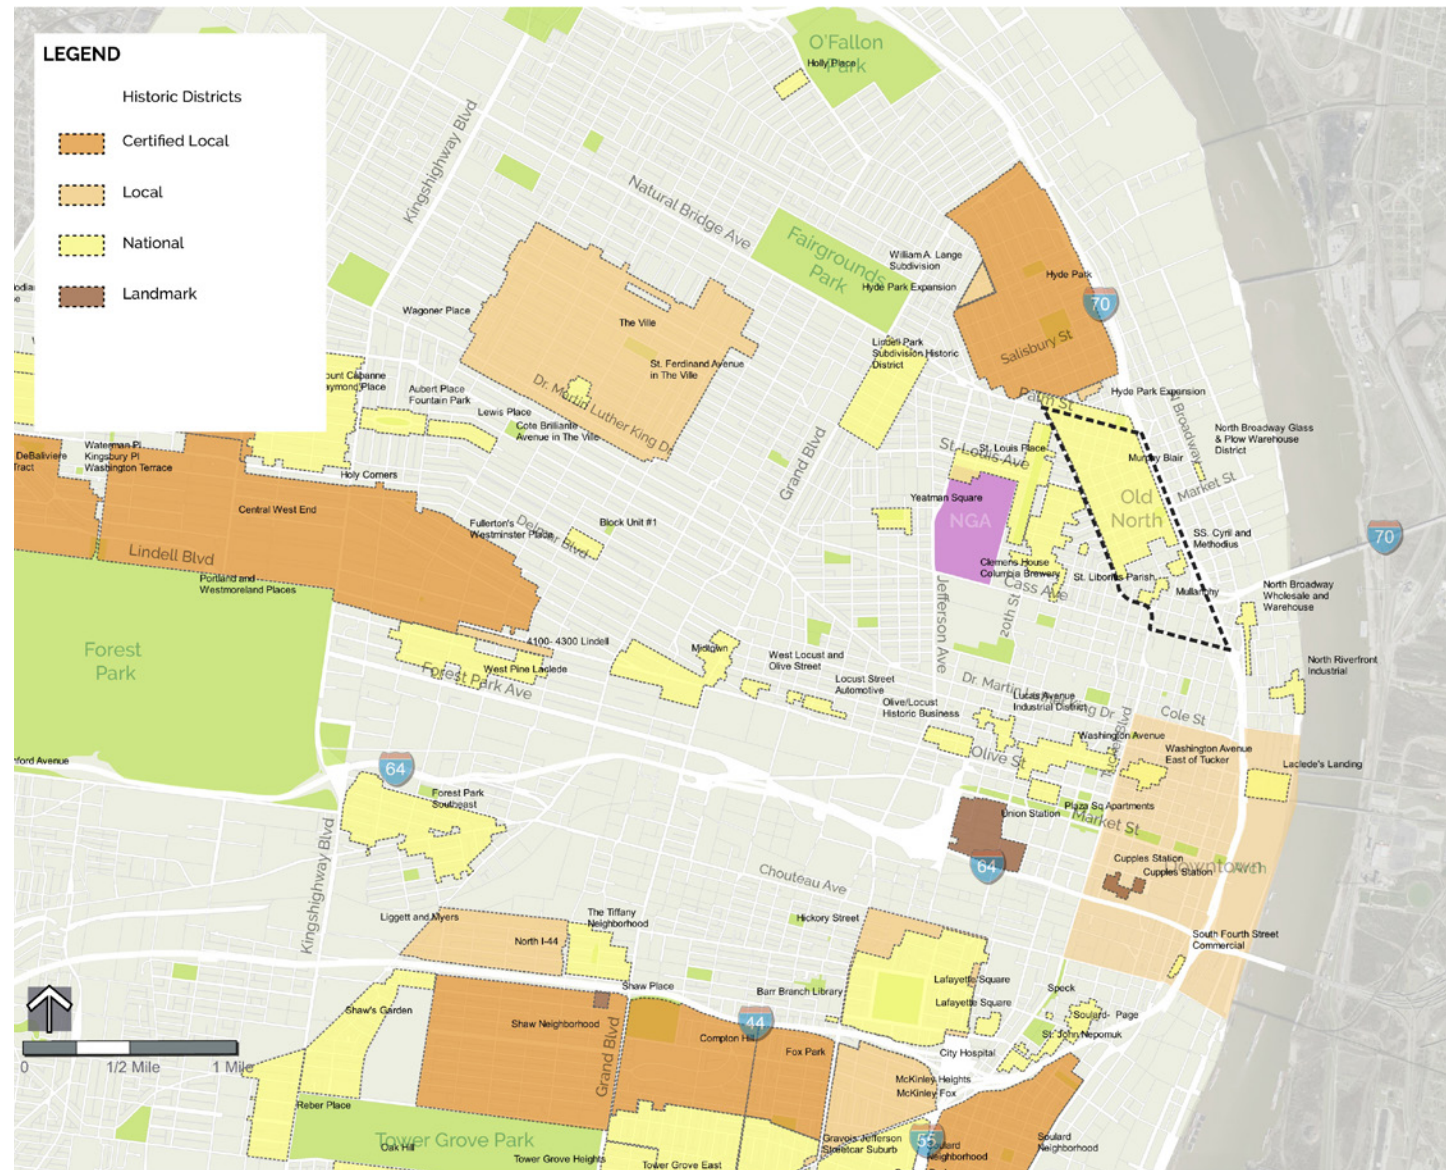 LEGEND
Historic Districts
Certified Local
Local
National
Landmark
O'Fallon
Park
Holly Place
Kingshighway Blvd
Natural Bridge Ave
Fairgrounds
Park
William A. Lange
Subdivision
Hyde Park Expansion
Hyde Park
70
Salisbury St
Wagoner Place
The Ville
St. Ferdinand Avenue
in The Ville
Dr. Martin Luther King Dr
Lindell Park
Subdivision Historic
District
Palm St
Hyde Park Expansion
N Broadway
North Broadway Glass
& Plow Warehouse
District
Aubert Place
Fountain Park
Lewis Place
Cote Brilliante
Avenue in The Ville
Grand Blvd
St. Louis Ave
St. Louis Place
Murphy Blair
Market St
Waterman Pl
Kingsbury Pl
Washington Terrace
DeBaliviere
Tract
Holy Corners
Central West End
Yeatman Square
NGA
Old
North
Fullerton's
Westminster Place
Delmar Blvd
Block Unit #1
SS. Cyril and
Methodius
70
Lindell Blvd
Portland and
Westmoreland Places
Clemens House
Columbia Brewery
Cass Ave
St. Liborius Parish
Mullanphy
North Broadway
Wholesale and
Warehouse
Jefferson Ave
20th St
Forest
Park
4100- 4300 Lindell
West Pine Laclede
Forest Park Ave
Midtown
West Locust and
Olive Street
Locust Street
Automotive
Olive/Locust
Historic Business
Dr. Martin Luther King Dr
Lucas Avenue
Industrial District
Cole St
North Riverfront
Industrial
Tucker Blvd
Washington Avenue
Washington Avenue
East of Tucker
Olive St
Laclede's Landing
64
Forest Park
Southeast
Plaza Sq Apartments
Union Station
Market St
64
Cupples Station
Cupples Station
Downtown
Arch
Chouteau Ave
Kingshighway Blvd
Liggett and Myers
The Tiffany
Neighborhood
North I-44
Hickory Street
South Fourth Street
Commercial
Shaw Place
Barr Branch Library
Lafayette Square
Lafayette Square
Speck
Soulard- Page
St. John Nepomuk
Shaw's Garden
Shaw Neighborhood
Grand Blvd
Compton Hill
44
Fox Park
City Hospital
McKinley Heights
McKinley Fox
0
1/2 Mile
1 Mile
Reber Place
Tower Grove Park
Oak Hill
Tower Grove Heights
Tower Grove East
Gravois Jefferson
Streetcar Suburb
55
Soulard
Neighborhood
Soulard
Neighborhood